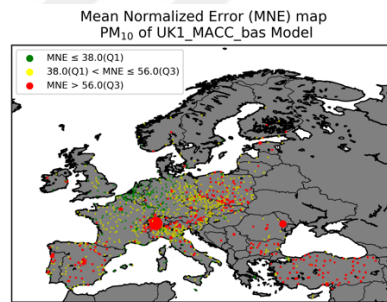 Mean Normalized Error (MNE) map
PM₁₀ of UK1_MACC_bas Model
MNE ≤ 38.0(Q1)
38.0(Q1) < MNE ≤ 56.0(Q3)
MNE > 56.0(Q3)